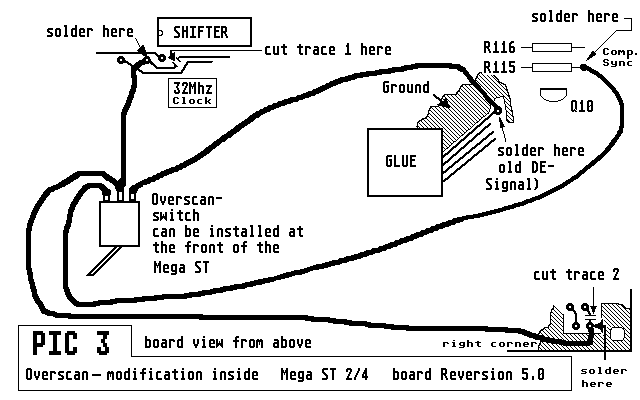 solder here
SHIFTER
cut trace 1 here
32Mhz
Clock
solder here
R116
R115
Comp.
Sync
Q10
Ground
GLUE
solder here
old DE-
Signal)
Overscan-
switch
can be installed at
the front of the
Mega ST
cut trace 2
right corner
solder
here
PIC 3
board view from above
Overscan-modification inside Mega ST 2/4 board Reversion 5.0